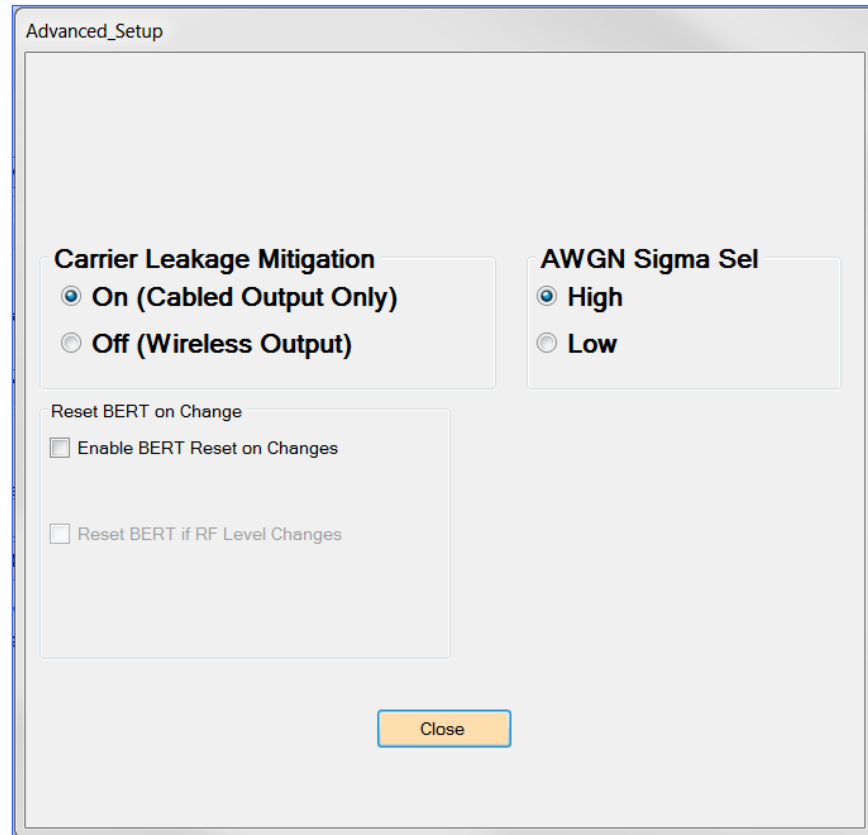 Advanced_Setup
Carrier Leakage Mitigation
On (Cabled Output Only)
Off (Wireless Output)
AWGN Sigma Sel
High
Low
Reset BERT on Change
Enable BERT Reset on Changes
Reset BERT if RF Level Changes
Close